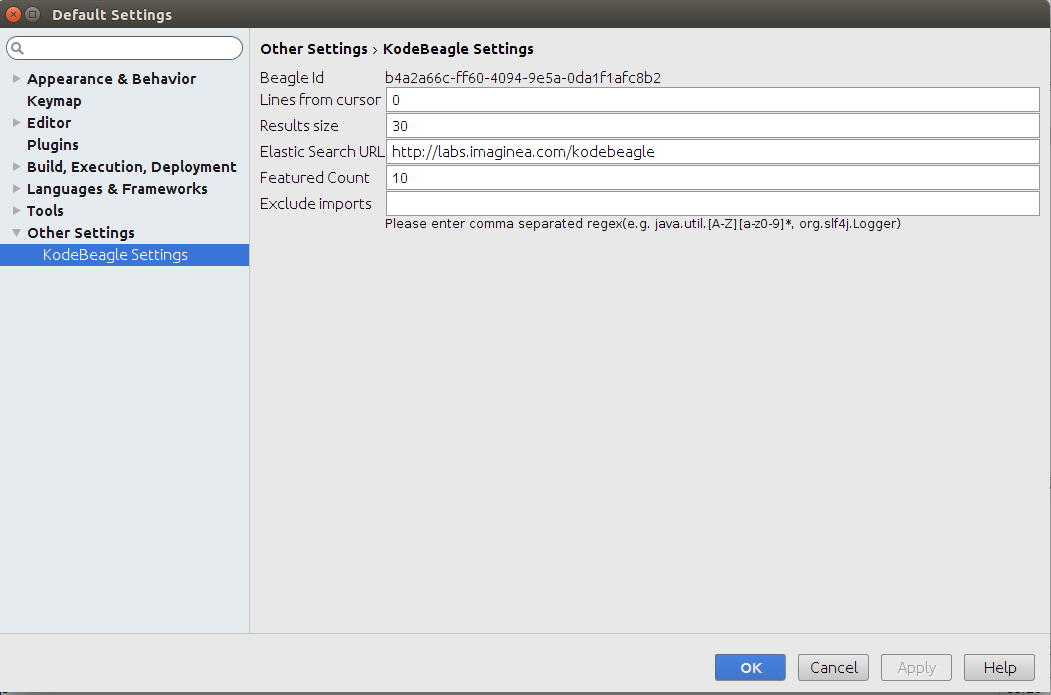 Default Settings
Appearance & Behavior
Keymap
Editor
Plugins
Build, Execution, Deployment
Languages & Frameworks
Tools
Other Settings
KodeBeagle Settings
Other Settings › KodeBeagle Settings
Beagle Id b4a2a66c-ff60-4094-9e5a-0da1f1afc8b2
Lines from cursor 0
Results size 30
Elastic Search URL http://labs.imaginea.com/kodebeagle
Featured Count 10
Exclude imports
Please enter comma separated regex(e.g. java.util.[A-Z][a-z0-9]*, org.slf4j.Logger)
OK Cancel Apply Help